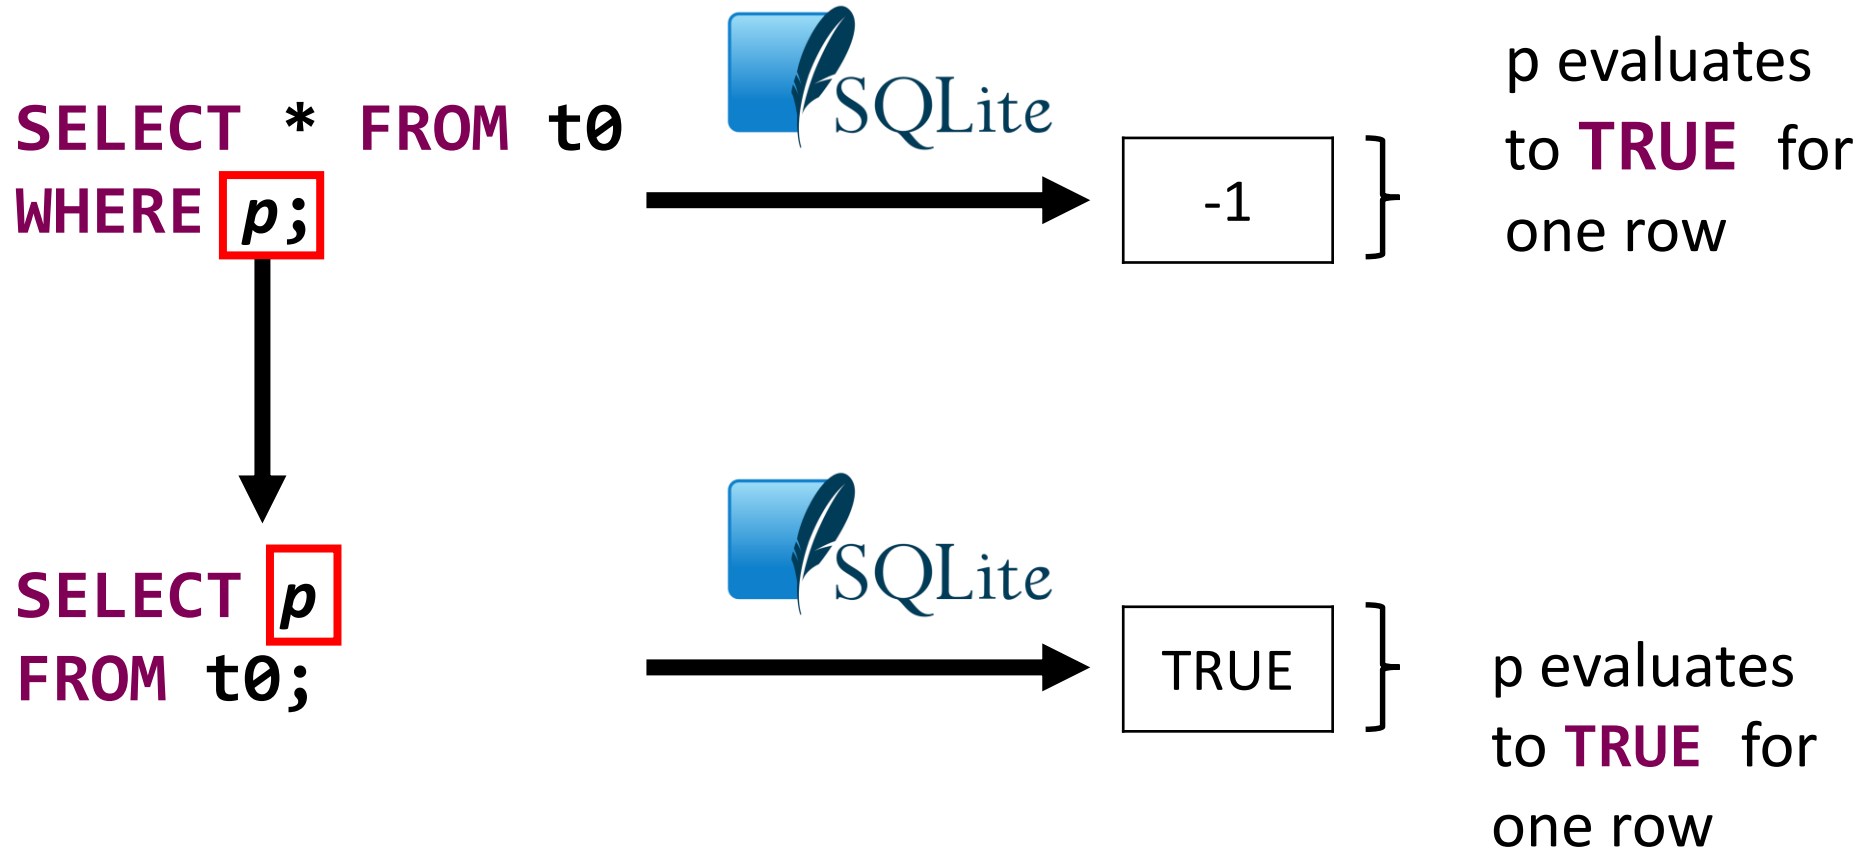 SELECT * FROM t0
WHERE p;
SQLite
-1
p evaluates
to TRUE for
one row
SELECT p
FROM t0;
SQLite
TRUE
p evaluates
to TRUE for
one row